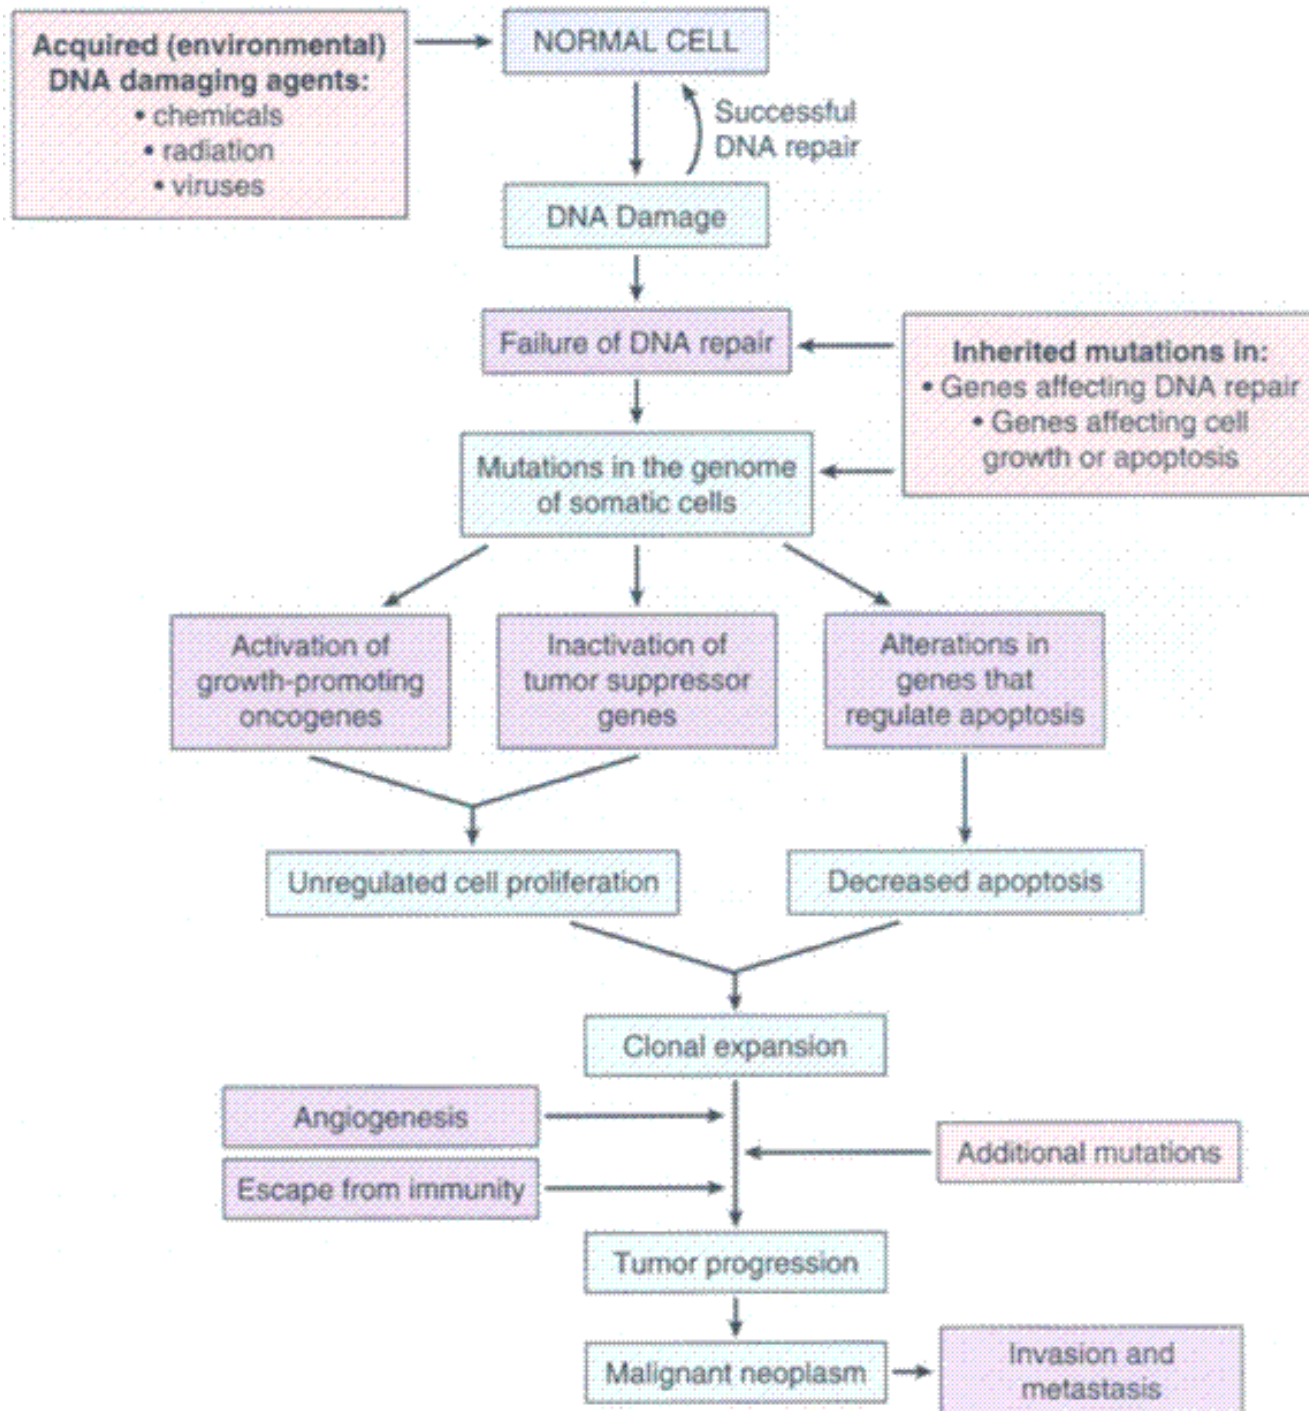 Acquired (environmental)
DNA damaging agents:
• chemicals
• radiation
• viruses
NORMAL CELL
Successful
DNA repair
DNA Damage
Failure of DNA repair
Inherited mutations in:
• Genes affecting DNA repair
• Genes affecting cell
growth or apoptosis
Mutations in the genome
of somatic cells
Activation of
growth-promoting
oncogenes
Inactivation of
tumor suppressor
genes
Alterations in
genes that
regulate apoptosis
Unregulated cell proliferation
Decreased apoptosis
Clonal expansion
Angiogenesis
Additional mutations
Escape from immunity
Tumor progression
Malignant neoplasm
Invasion and
metastasis